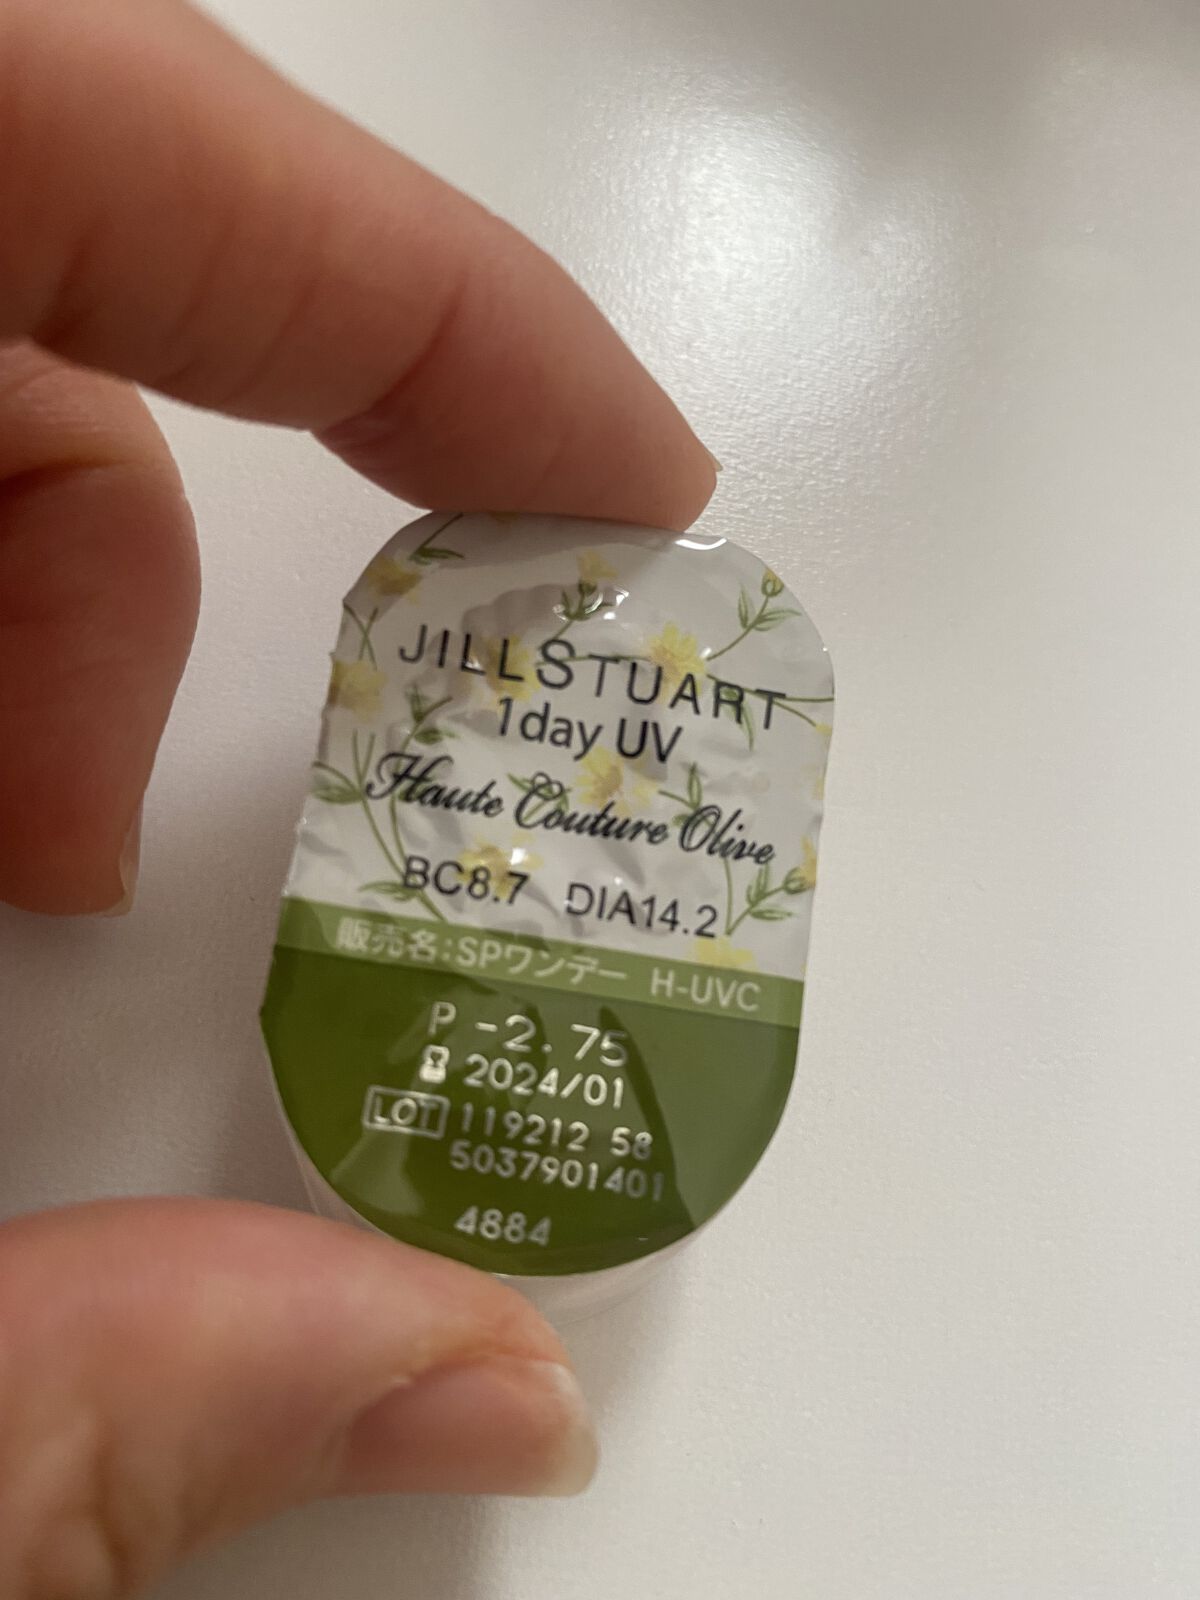 JILLSTUART
1day UV
Haute Couture Olive
BC8.7 DIA14.2
販売名:SPワンデー H-UVC
P -2.75
2024/01
LOT 119212 58
5037901401
4884